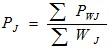 P_J = ∑ P_WJ / ∑ W_J